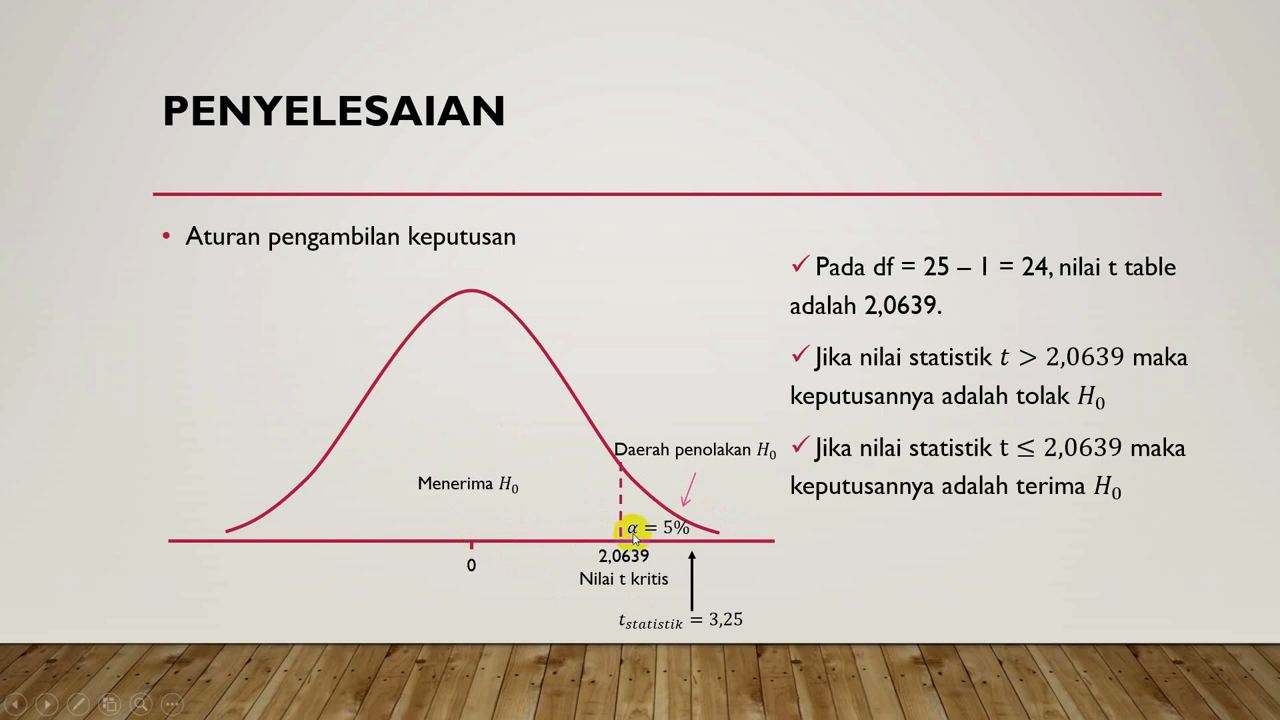 PENYELESAIAN
• Aturan pengambilan keputusan
Daerah penolakan H₀
Menerima H₀
α = 5%
0
2,0639
Nilai t kritis
t_statistik = 3,25
✓ Pada df = 25 – 1 = 24, nilai t table
adalah 2,0639.
✓ Jika nilai statistik t > 2,0639 maka
keputusannya adalah tolak H₀
✓ Jika nilai statistik t ≤ 2,0639 maka
keputusannya adalah terima H₀